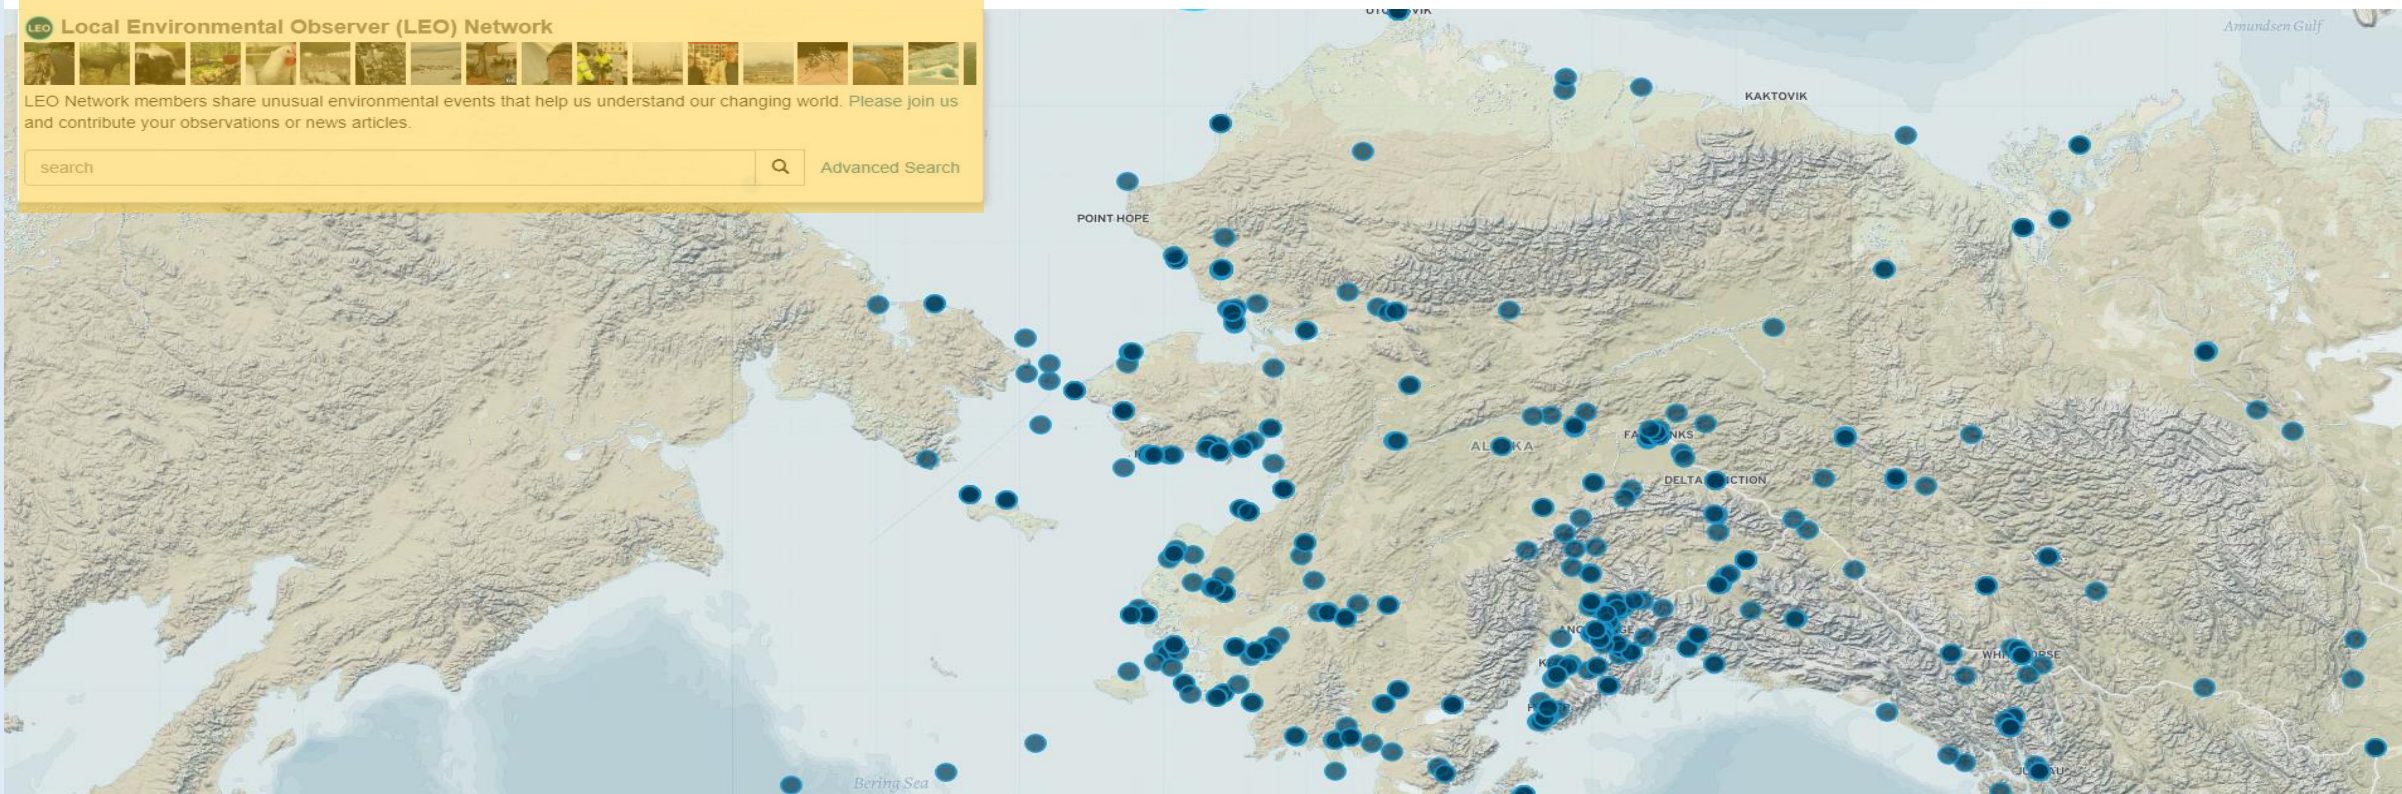 LEO Local Environmental Observer (LEO) Network
LEO Network members share unusual environmental events that help us understand our changing world. Please join us
and contribute your observations or news articles.
search
Advanced Search
Amundsen Gulf
KAKTOVIK
POINT HOPE
DELTA
Bering Sea